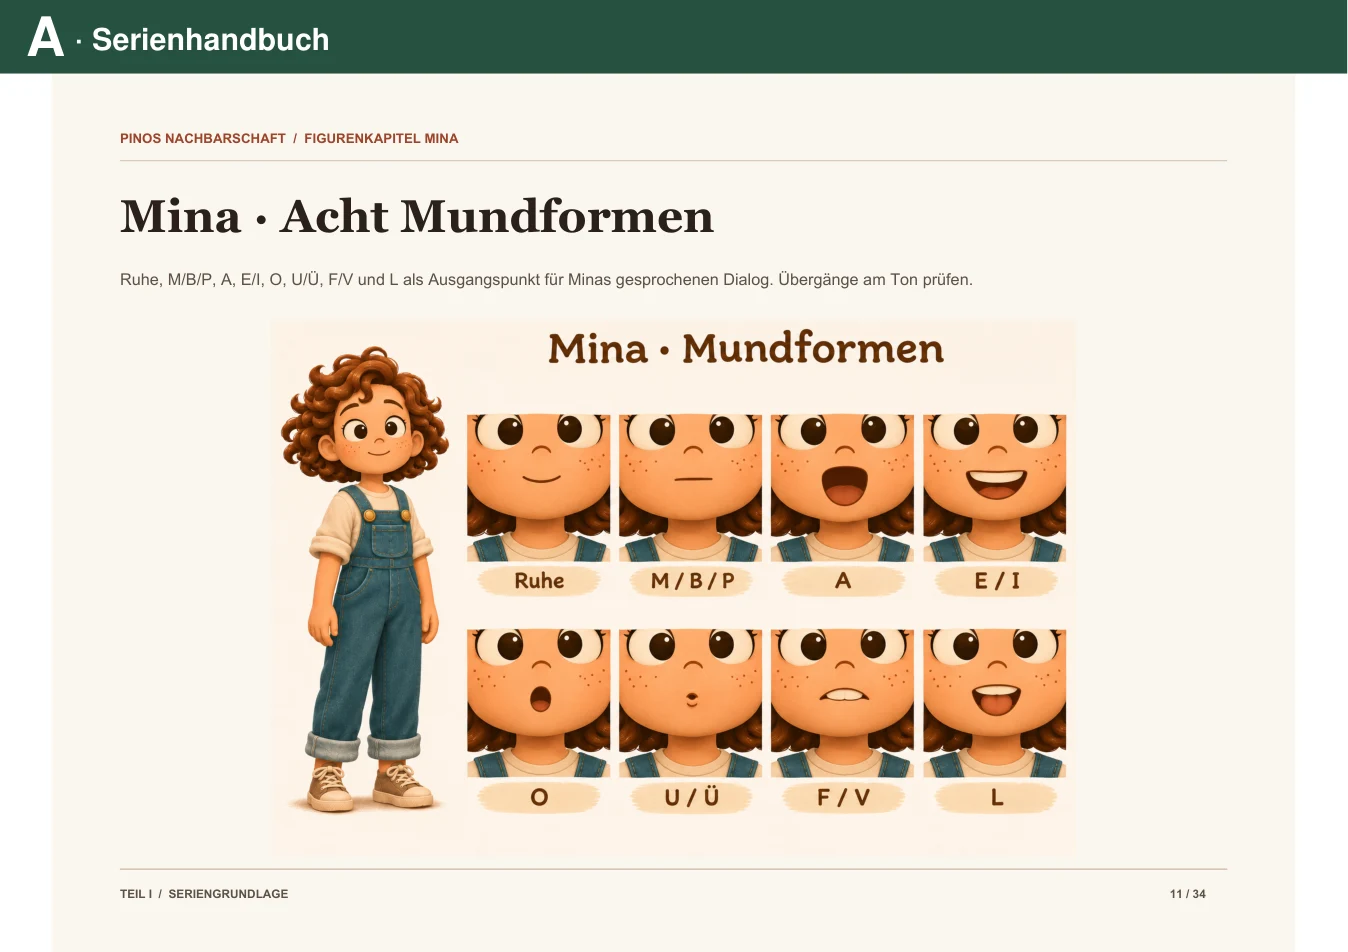 A · Serienhandbuch
PINOS NACHBARSCHAFT / FIGURENKAPITEL MINA
Mina · Acht Mundformen
Ruhe, M/B/P, A, E/I, O, U/Ü, F/V und L als Ausgangspunkt für Minas gesprochenen Dialog. Übergänge am Ton prüfen.
Mina · Mundformen
Ruhe
M / B / P
A
E / I
O
U / Ü
F / V
L
TEIL I / SERIENGRUNDLAGE
11 / 34